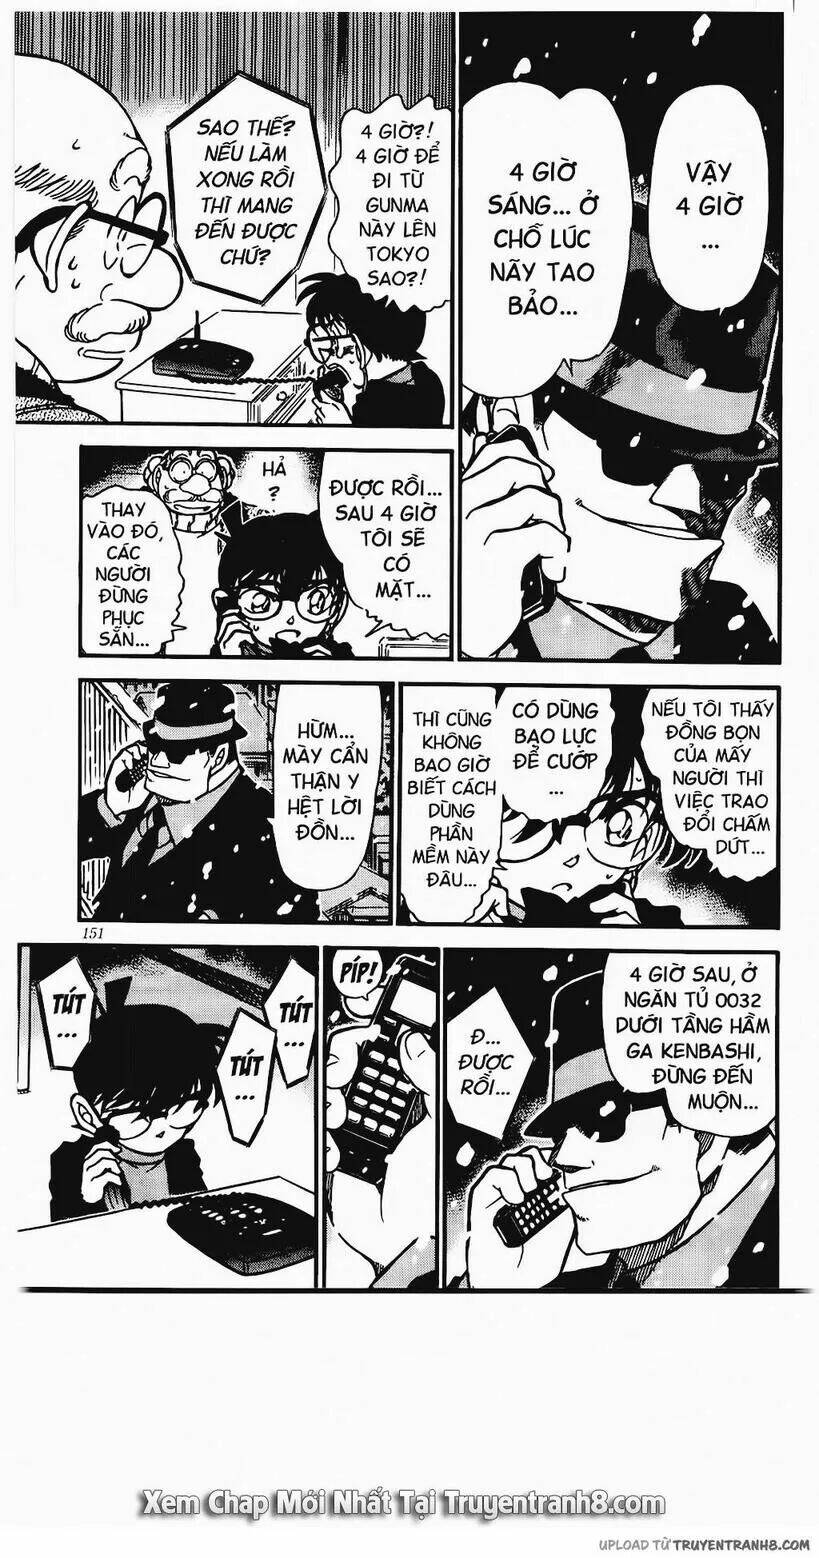 VẬY
4 GIỜ
...
4 GIỜ
SÁNG... Ở
CHỖ LÚC
NÃY TAO
BẢO...
4 GIỜ?!
4 GIỜ ĐỂ
ĐI TỪ
GUNMA
NÀY LÊN
TOKYO
SAO?!
SAO THẾ?
NẾU LÀM
XONG RỒI
THÌ MANG
ĐẾN ĐƯỢC
CHỨ?
ĐƯỢC RỒI...
SAU 4 GIỜ
TÔI SẼ
CÓ
MẶT...
HẢ
?
THAY
VÀO ĐÓ,
CÁC
NGƯỜI
ĐỪNG
PHỤC
SẴN...
NẾU TÔI THẤY
ĐỒNG BỌN
CỦA MẤY
NGƯỜI THÌ
VIỆC TRAO
ĐỔI CHẤM
DỨT...
CÓ DÙNG
BẠO LỰC
ĐỂ CƯỚP
...
THÌ CŨNG
KHÔNG
BAO GIỜ
BIẾT CÁCH
DÙNG
PHẦN
MỀM NÀY
ĐÂU...
HỪM...
MÀY CẨN
THẬN Y
HỆT LỜI
ĐỒN...
151
4 GIỜ SAU, Ở
NGĂN TỦ 0032
DƯỚI TẦNG HẦM
GA KENBASHI,
ĐỪNG ĐẾN
MUỘN...
Đ...
ĐƯỢC
RỒI...
PÍP!
TÚT
...
TÚT
...
TÚT
...
Xem Chap Mới Nhất Tại Truyentranh8.com
UPLOAD TỪ TRUYENTRANH8.COM